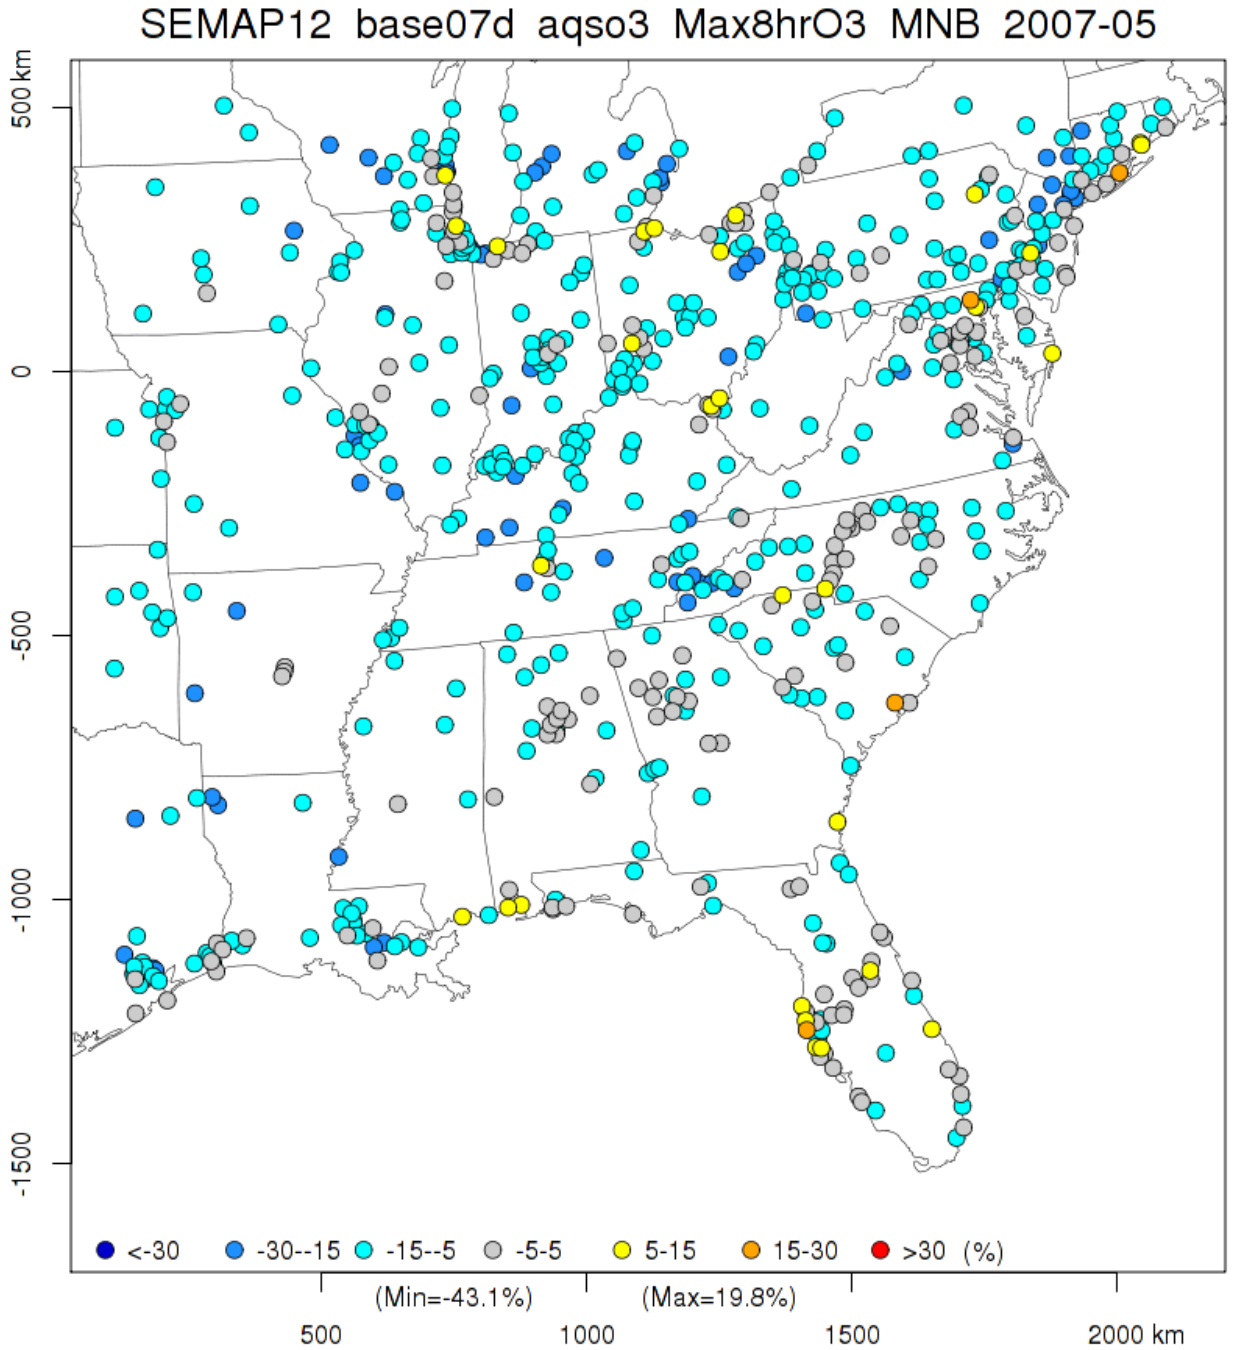 SEMAP12 base07d aqso3 Max8hrO3 MNB 2007-05
500 km
0
-500
-1000
-1500
<-30 -30--15 -15--5 -5-5 5-15 15-30 >30 (%)
(Min=-43.1%) (Max=19.8%)
500 1000 1500 2000 km